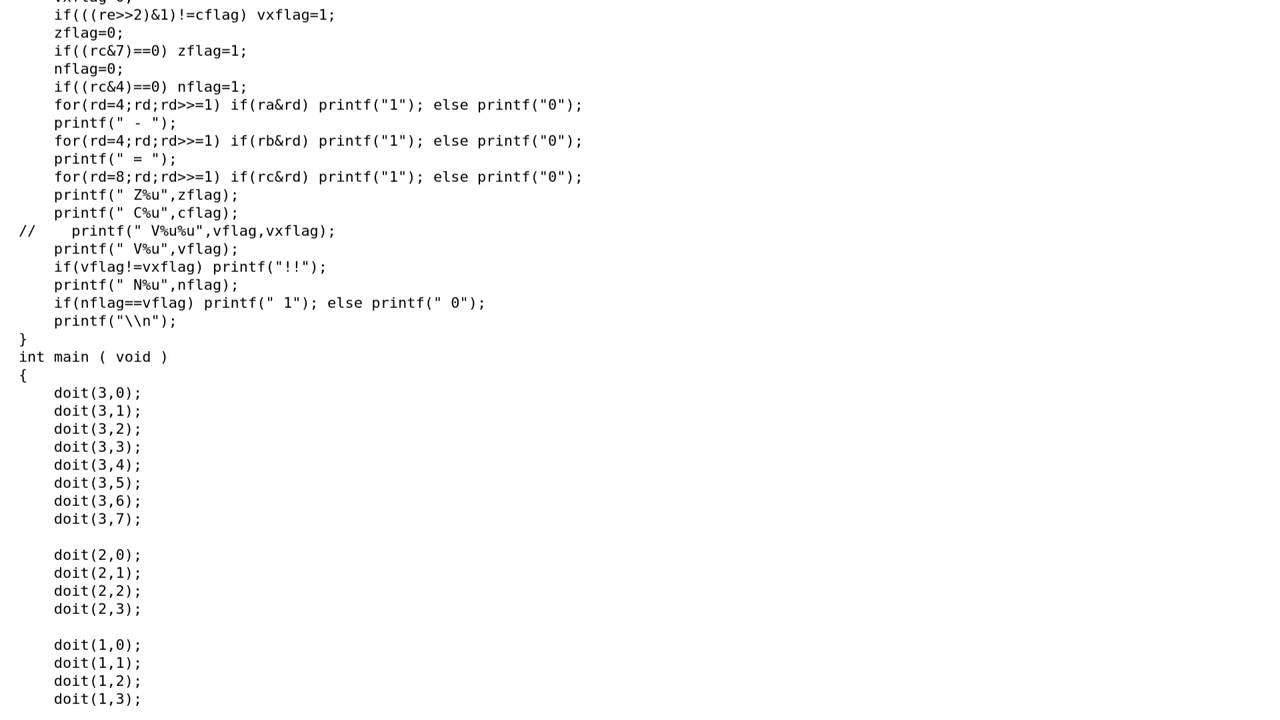 if(((re>>2)&1)!=cflag) vxflag=1;
zflag=0;
if((rc&7)==0) zflag=1;
nflag=0;
if((rc&4)==0) nflag=1;
for(rd=4;rd;rd>>=1) if(ra&rd) printf("1"); else printf("0");
printf(" - ");
for(rd=4;rd;rd>>=1) if(rb&rd) printf("1"); else printf("0");
printf(" = ");
for(rd=8;rd;rd>>=1) if(rc&rd) printf("1"); else printf("0");
printf(" Z%u",zflag);
printf(" C%u",cflag);
//    printf(" V%u%u",vflag,vxflag);
printf(" V%u",vflag);
if(vflag!=vxflag) printf("!!");
printf(" N%u",nflag);
if(nflag==vflag) printf(" 1"); else printf(" 0");
printf("\\n");
}
int main ( void )
{
doit(3,0);
doit(3,1);
doit(3,2);
doit(3,3);
doit(3,4);
doit(3,5);
doit(3,6);
doit(3,7);
doit(2,0);
doit(2,1);
doit(2,2);
doit(2,3);
doit(1,0);
doit(1,1);
doit(1,2);
doit(1,3);